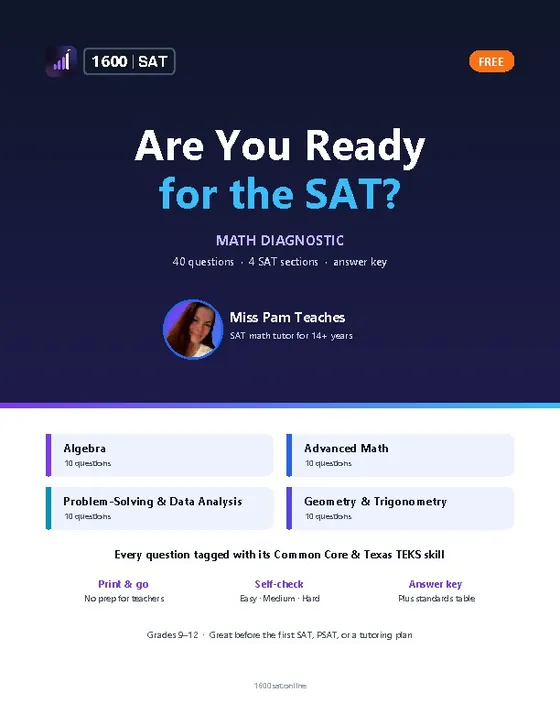 1600 | SAT
FREE
Are You Ready
for the SAT?
MATH DIAGNOSTIC
40 questions · 4 SAT sections · answer key
Miss Pam Teaches
SAT math tutor for 14+ years
Algebra
10 questions
Advanced Math
10 questions
Problem-Solving & Data Analysis
10 questions
Geometry & Trigonometry
10 questions
Every question tagged with its Common Core & Texas TEKS skill
Print & go
No prep for teachers
Self-check
Easy · Medium · Hard
Answer key
Plus standards table
Grades 9–12 · Great before the first SAT, PSAT, or a tutoring plan
1600sat.online